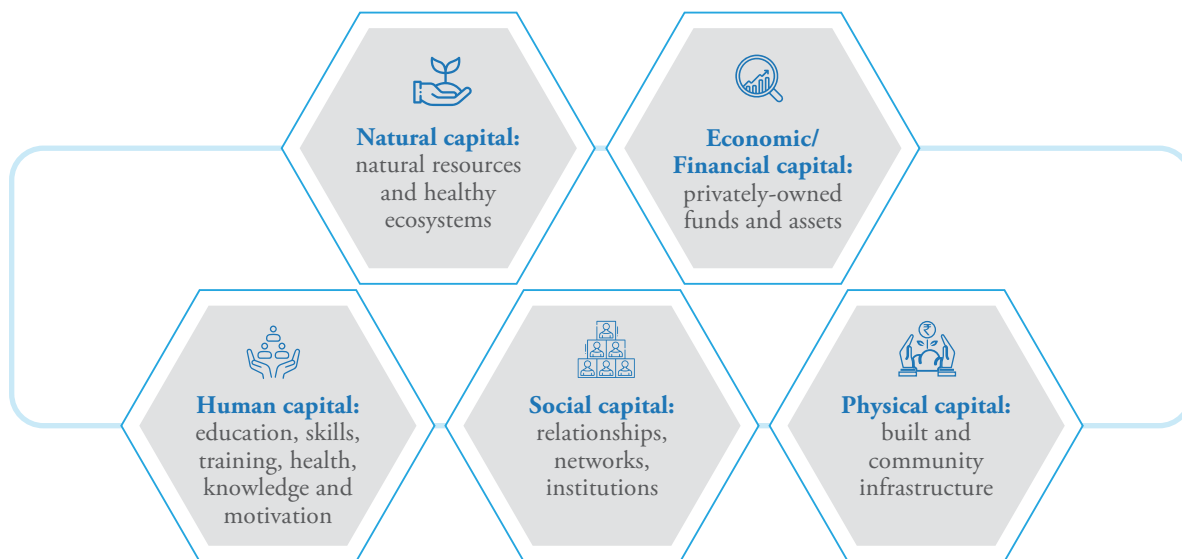 Natural capital:
natural resources
and healthy
ecosystems
Economic/
Financial capital:
privately-owned
funds and assets
Human capital:
education, skills,
training, health,
knowledge and
motivation
Social capital:
relationships,
networks,
institutions
₹
Physical capital:
built and
community
infrastructure